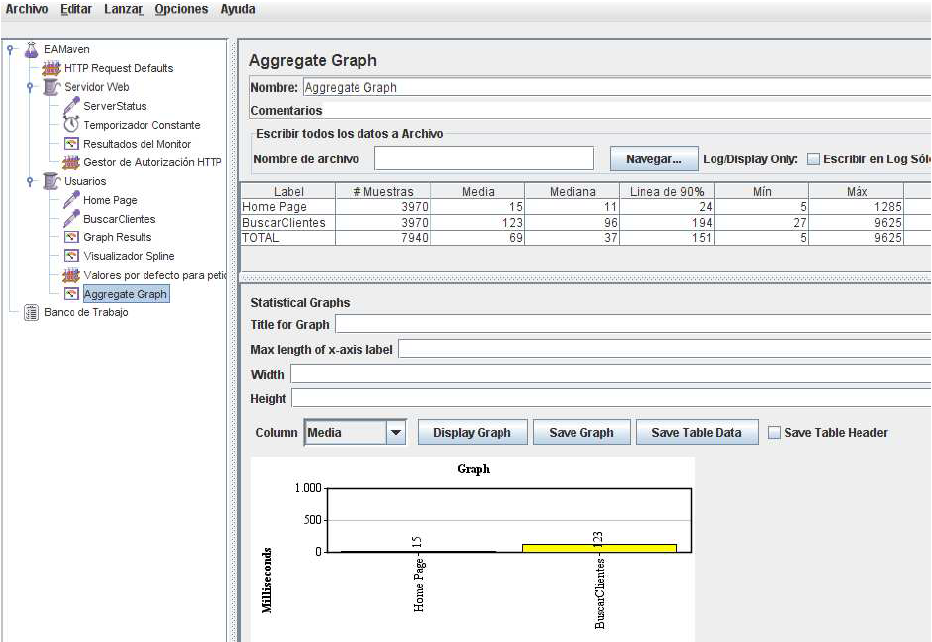 Archivo Editar Lanzar Opciones Ayuda
EAMaven
HTTP Request Defaults
Servidor Web
ServerStatus
Temporizador Constante
Resultados del Monitor
Gestor de Autorización HTTP
Usuarios
Home Page
BuscarClientes
Graph Results
Visualizador Spline
Valores por defecto para petic
Aggregate Graph
Banco de Trabajo
Aggregate Graph
Nombre: Aggregate Graph
Comentarios
Escribir todos los datos a Archivo
Nombre de archivo Navegar... Log/Display Only: Escribir en Log Sólo
Label # Muestras Media Mediana Linea de 90% Mín Máx
Home Page 3970 15 11 24 5 1285
BuscarClientes 3970 123 96 194 27 9625
TOTAL 7940 69 37 151 5 9625
Statistical Graphs
Title for Graph
Max length of x-axis label
Width
Height
Column Media Display Graph Save Graph Save Table Data Save Table Header
Graph
1.000
500
0
15
123
Milliseconds
Home Page
BuscarClientes